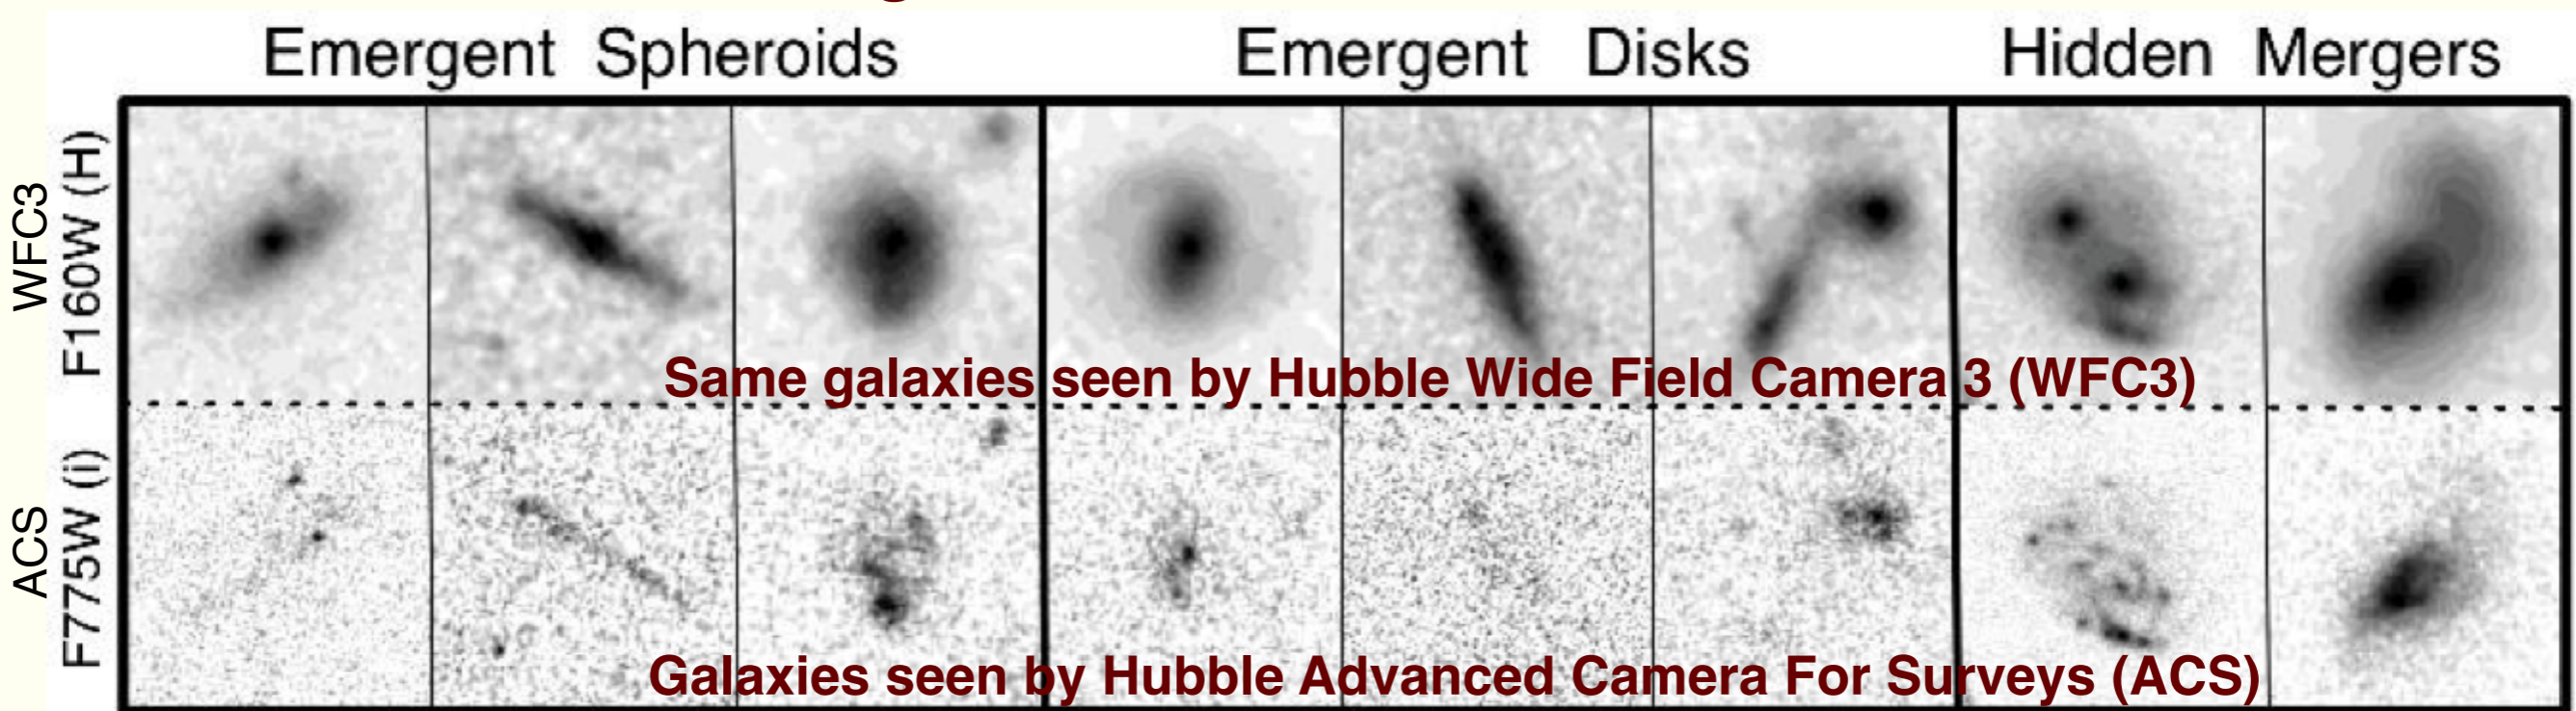 Emergent Spheroids
Emergent Disks
Hidden Mergers
WFC3
F160W (H)
Same galaxies seen by Hubble Wide Field Camera 3 (WFC3)
ACS
F775W (i)
Galaxies seen by Hubble Advanced Camera For Surveys (ACS)